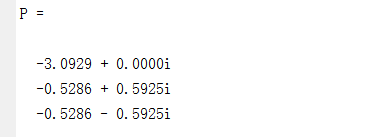 P =
-3.0929 + 0.0000i
-0.5286 + 0.5925i
-0.5286 - 0.5925i